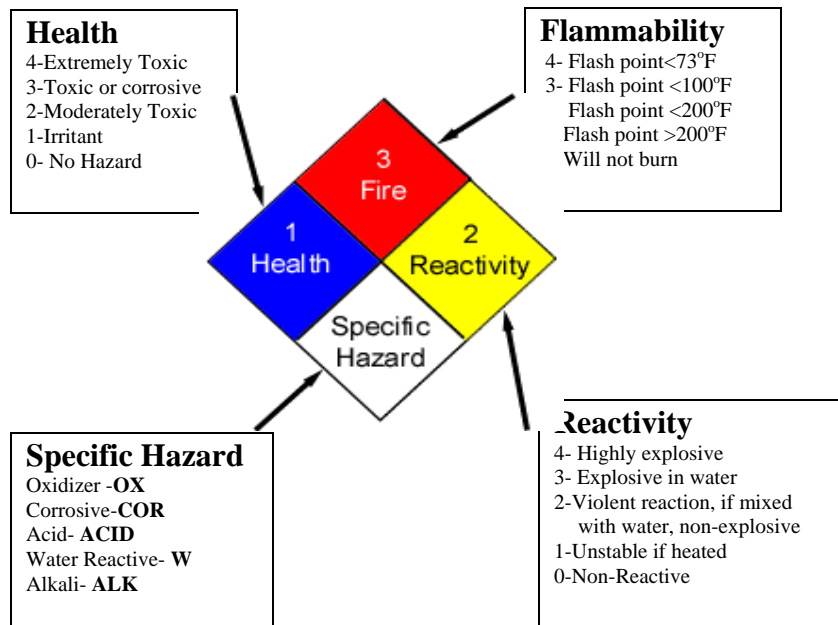 Health
4-Extremely Toxic
3-Toxic or corrosive
2-Moderately Toxic
1-Irritant
0- No Hazard
Flammability
4- Flash point<73°F
3- Flash point <100°F
Flash point <200°F
Flash point >200°F
Will not burn
3
Fire
1
Health
2
Reactivity
Specific
Hazard
Specific Hazard
Oxidizer -OX
Corrosive-COR
Acid- ACID
Water Reactive- W
Alkali- ALK
Reactivity
4- Highly explosive
3- Explosive in water
2-Violent reaction, if mixed
with water, non-explosive
1-Unstable if heated
0-Non-Reactive